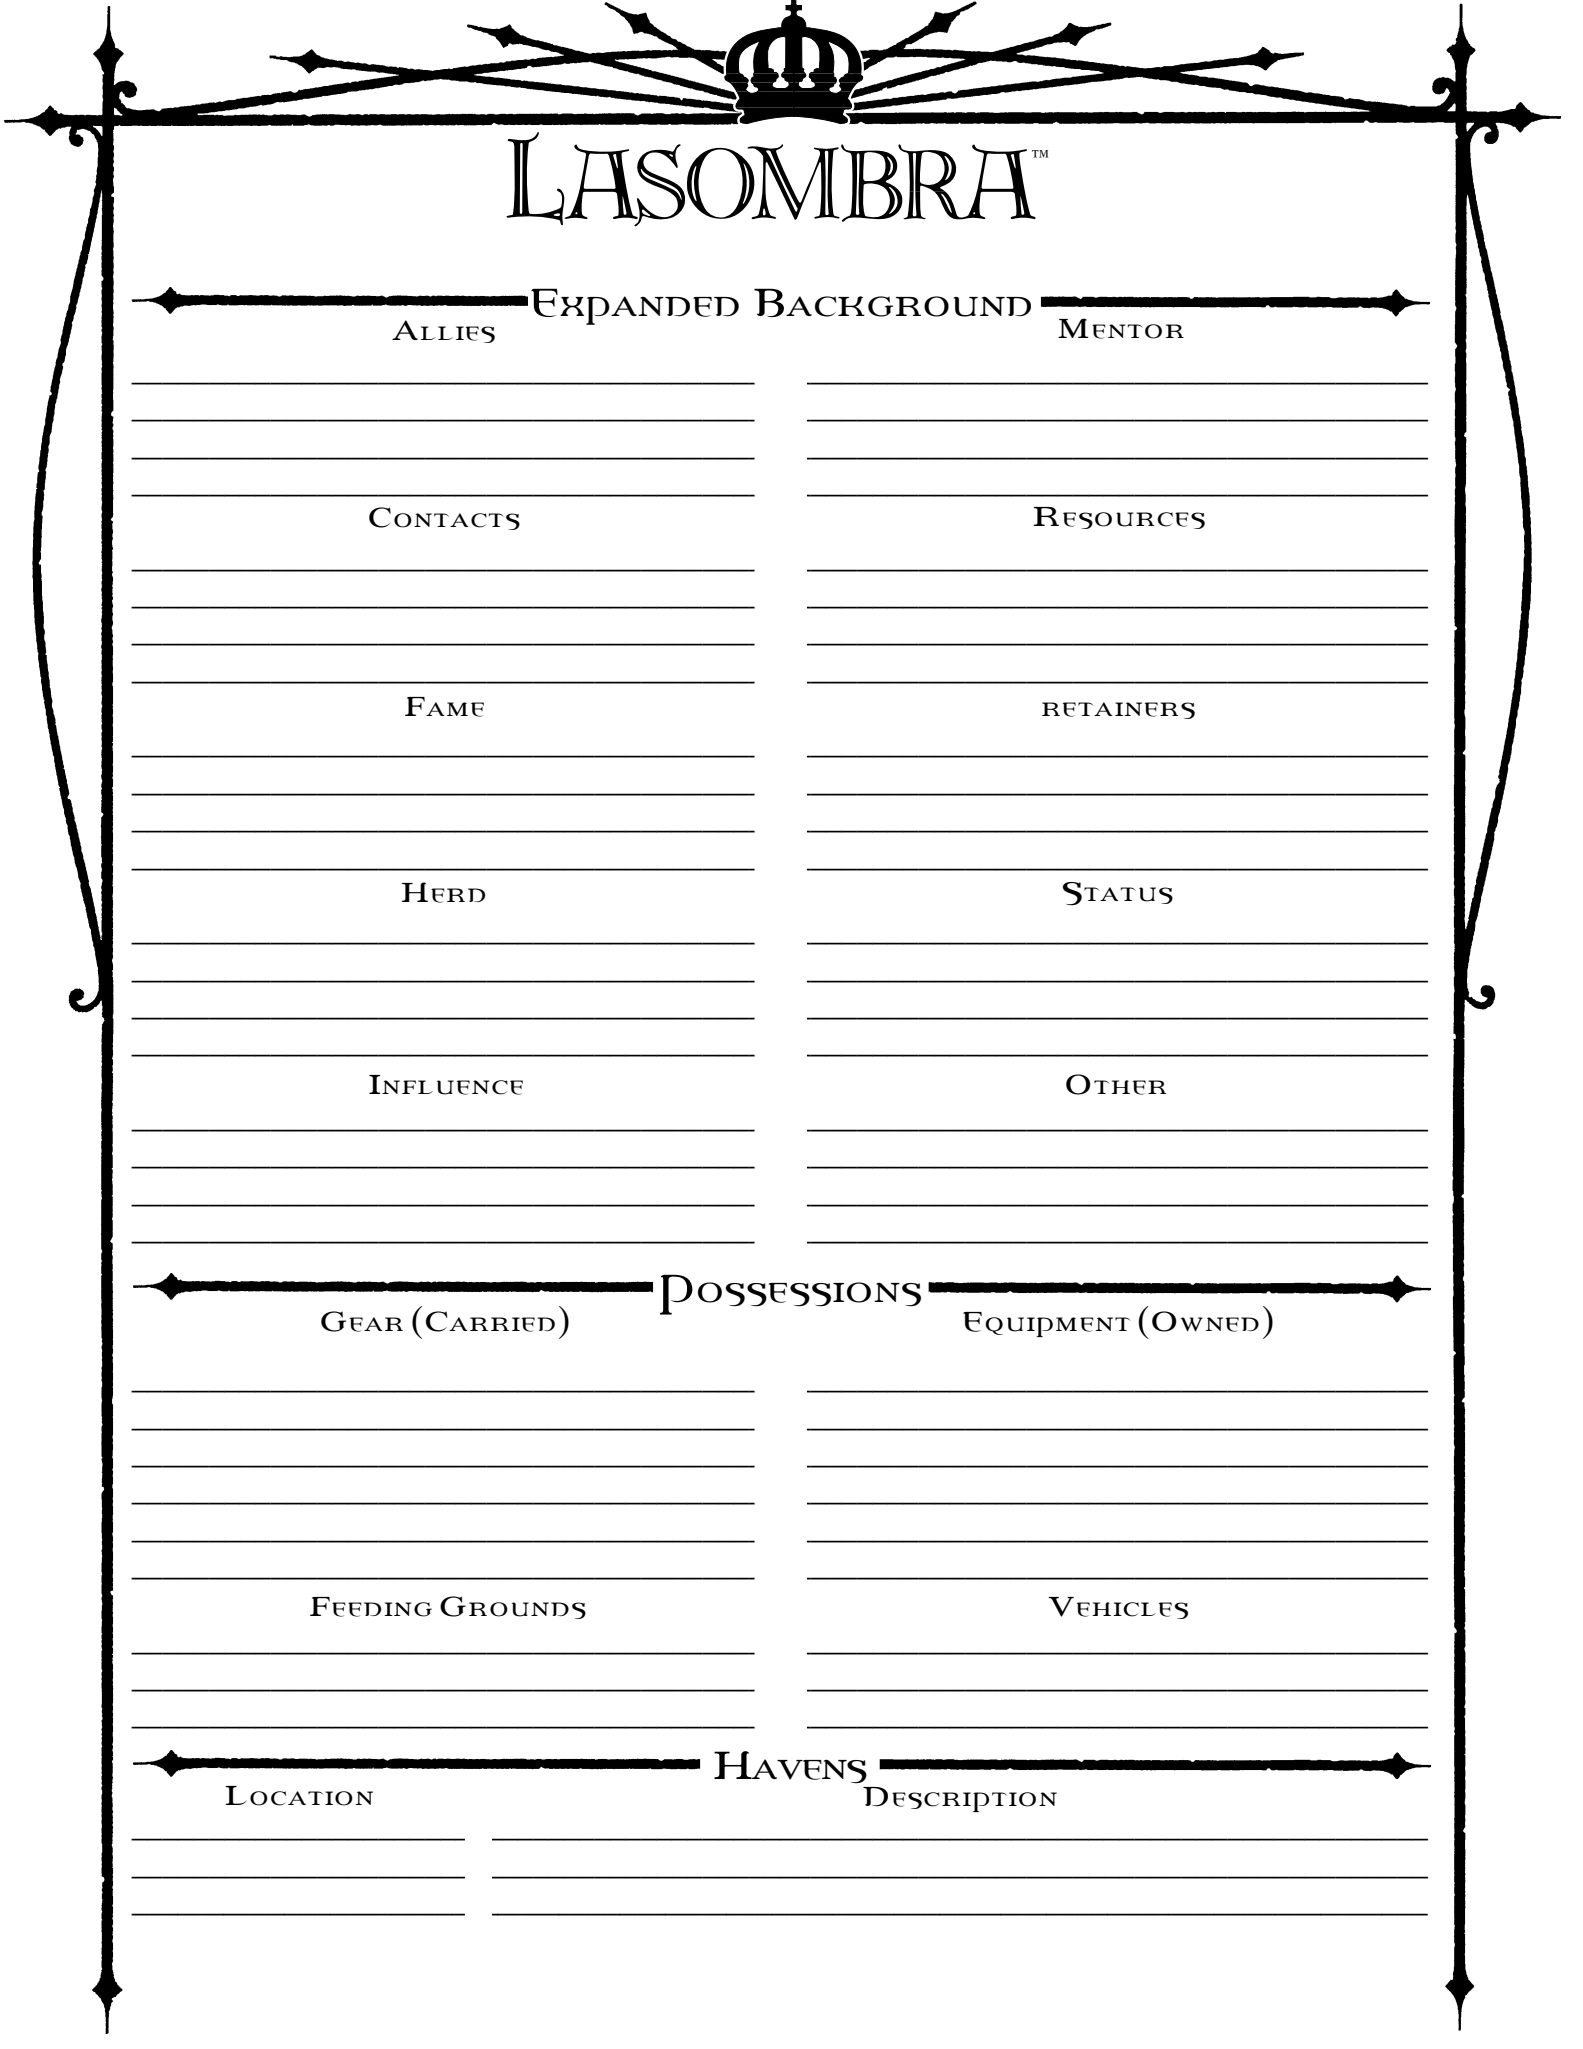 LASOMBRA™
Expanded Background
Allies Mentor
Contacts Resources
Fame retainers
Herd Status
Influence Other
Possessions
Gear (Carried) Equipment (Owned)
Feeding Grounds Vehicles
Havens
Location Description